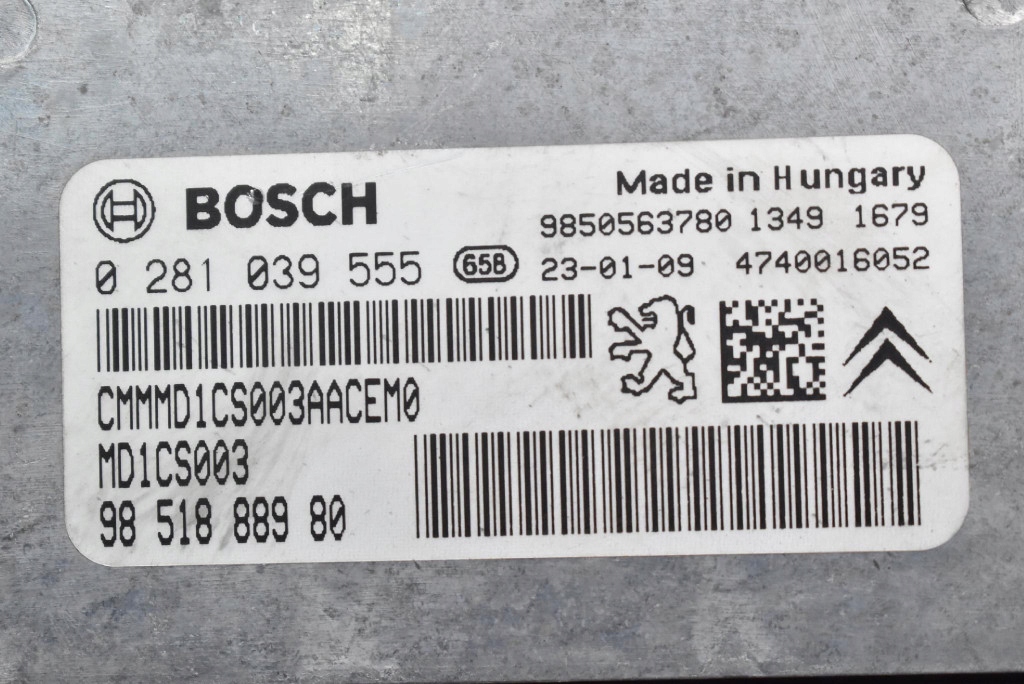 BOSCH
Made in Hungary
9850563780 1349 1679
0 281 039 555 658 23-01-09 4740016052
CMMMD1CS003AACEM0
MD1CS003
98 518 889 80